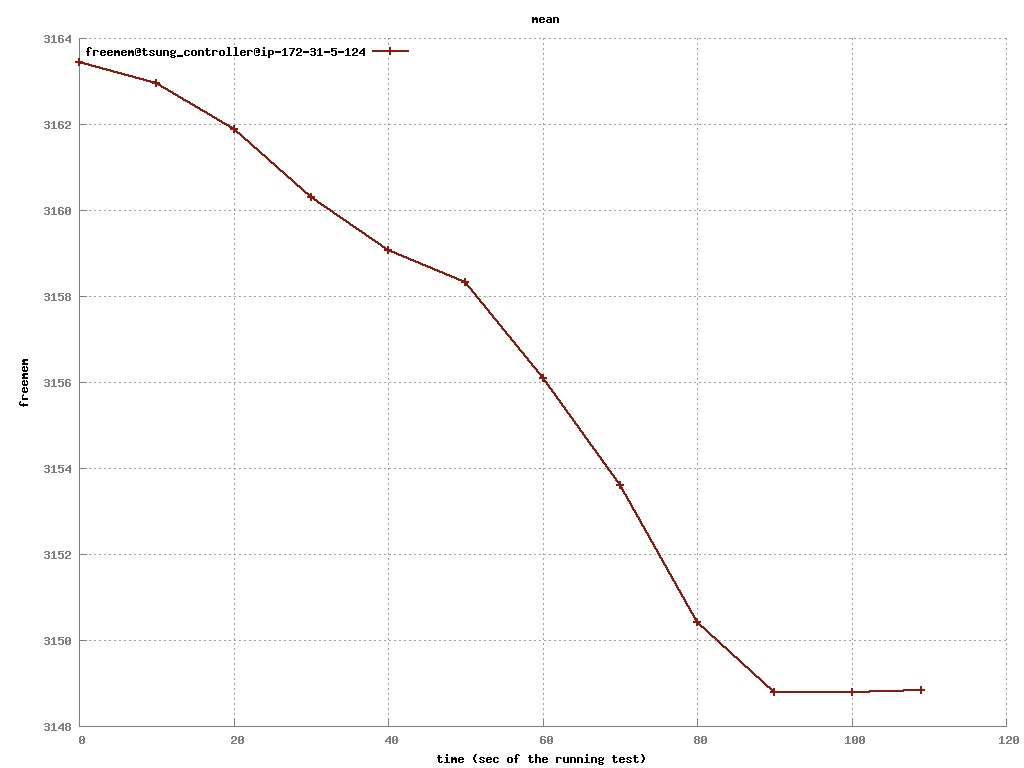 mean
3164
freemem@tsung_controller@ip-172-31-5-124
3162
3160
3158
3156
3154
3152
3150
3148
freemem
0 20 40 60 80 100 120
time (sec of the running test)